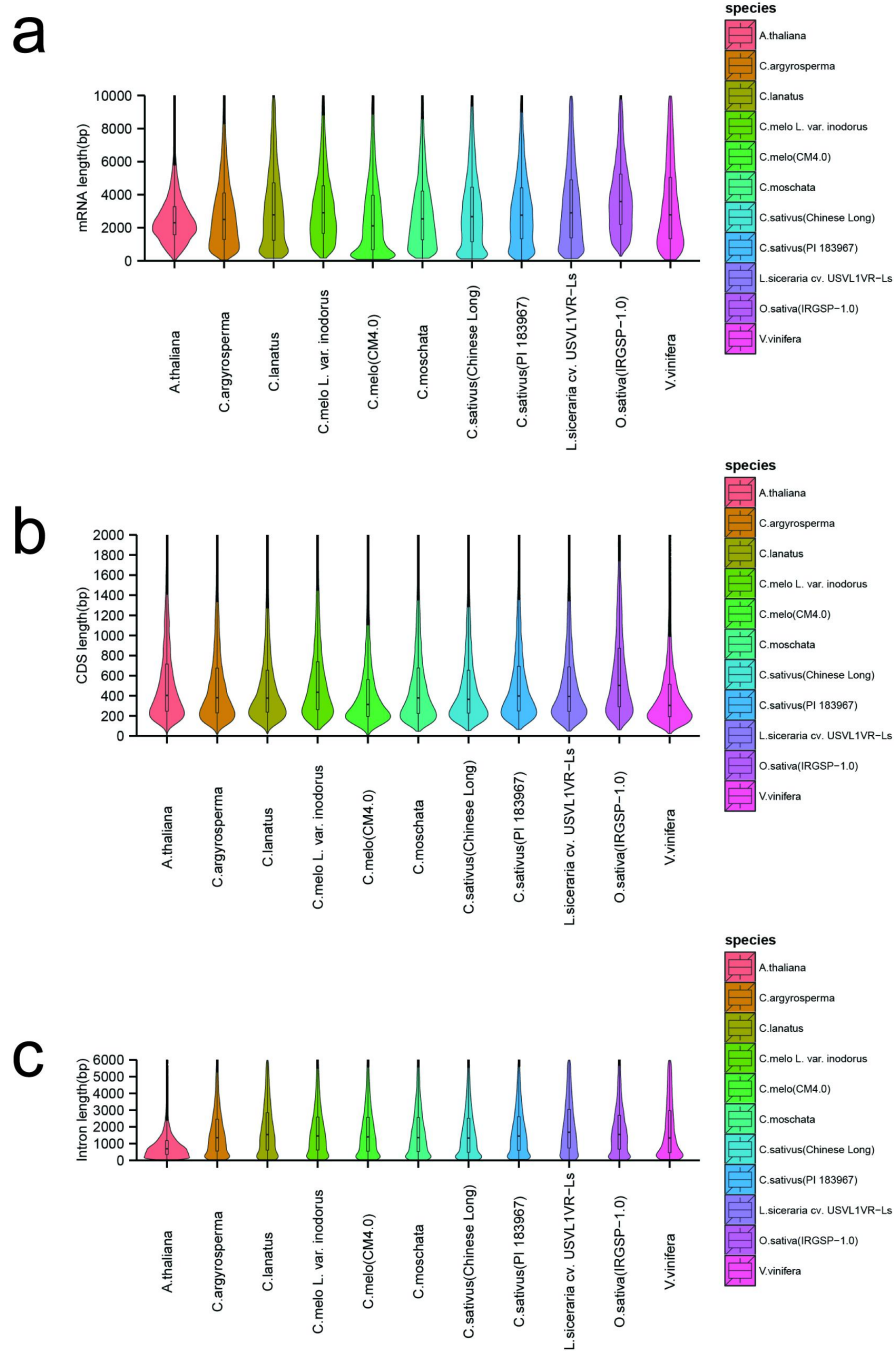 a
mRNA length(bp)
10000
8000
6000
4000
2000
0
A.thaliana
C.argyrosperma
C.lanatus
C.melo L. var. inodorus
C.melo(CM4.0)
C.moschata
C.sativus(Chinese Long)
C.sativus(PI 183967)
L.siceraria cv. USVL1VR−Ls
O.sativa(IRGSP−1.0)
V.vinifera
species
A.thaliana
C.argyrosperma
C.lanatus
C.melo L. var. inodorus
C.melo(CM4.0)
C.moschata
C.sativus(Chinese Long)
C.sativus(PI 183967)
L.siceraria cv. USVL1VR−Ls
O.sativa(IRGSP−1.0)
V.vinifera
b
CDS length(bp)
2000
1800
1600
1400
1200
1000
800
600
400
200
0
A.thaliana
C.argyrosperma
C.lanatus
C.melo L. var. inodorus
C.melo(CM4.0)
C.moschata
C.sativus(Chinese Long)
C.sativus(PI 183967)
L.siceraria cv. USVL1VR−Ls
O.sativa(IRGSP−1.0)
V.vinifera
species
A.thaliana
C.argyrosperma
C.lanatus
C.melo L. var. inodorus
C.melo(CM4.0)
C.moschata
C.sativus(Chinese Long)
C.sativus(PI 183967)
L.siceraria cv. USVL1VR−Ls
O.sativa(IRGSP−1.0)
V.vinifera
c
Intron length(bp)
6000
5000
4000
3000
2000
1000
0
A.thaliana
C.argyrosperma
C.lanatus
C.melo L. var. inodorus
C.melo(CM4.0)
C.moschata
C.sativus(Chinese Long)
C.sativus(PI 183967)
L.siceraria cv. USVL1VR−Ls
O.sativa(IRGSP−1.0)
V.vinifera
species
A.thaliana
C.argyrosperma
C.lanatus
C.melo L. var. inodorus
C.melo(CM4.0)
C.moschata
C.sativus(Chinese Long)
C.sativus(PI 183967)
L.siceraria cv. USVL1VR−Ls
O.sativa(IRGSP−1.0)
V.vinifera